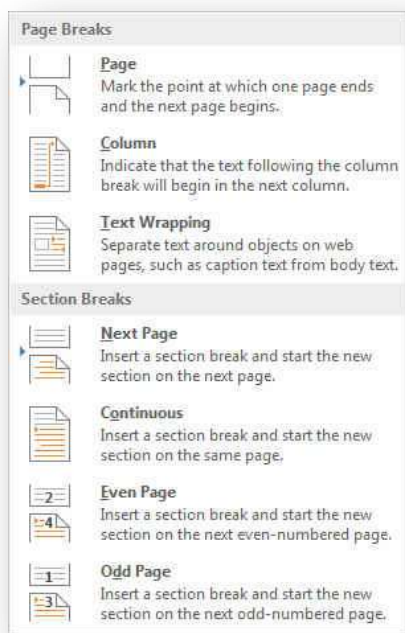 Page Breaks
Page
Mark the point at which one page ends
and the next page begins.
Column
Indicate that the text following the column
break will begin in the next column.
Text Wrapping
Separate text around objects on web
pages, such as caption text from body text.
Section Breaks
Next Page
Insert a section break and start the new
section on the next page.
Continuous
Insert a section break and start the new
section on the same page.
2
4
Even Page
Insert a section break and start the new
section on the next even-numbered page.
1
3
Odd Page
Insert a section break and start the new
section on the next odd-numbered page.